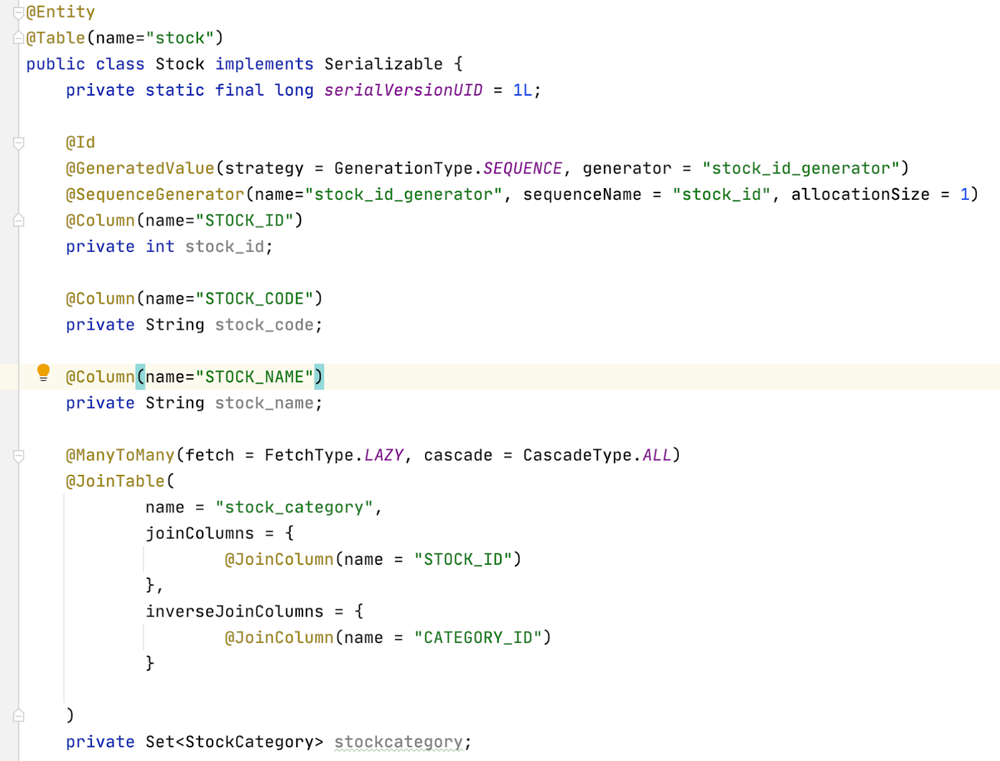 @Entity
@Table(name="stock")
public class Stock implements Serializable {
    private static final long serialVersionUID = 1L;

    @Id
    @GeneratedValue(strategy = GenerationType.SEQUENCE, generator = "stock_id_generator")
    @SequenceGenerator(name="stock_id_generator", sequenceName = "stock_id", allocationSize = 1)
    @Column(name="STOCK_ID")
    private int stock_id;

    @Column(name="STOCK_CODE")
    private String stock_code;

    @Column(name="STOCK_NAME")
    private String stock_name;

    @ManyToMany(fetch = FetchType.LAZY, cascade = CascadeType.ALL)
    @JoinTable(
            name = "stock_category",
            joinColumns = {
                    @JoinColumn(name = "STOCK_ID")
            },
            inverseJoinColumns = {
                    @JoinColumn(name = "CATEGORY_ID")
            }

    )
    private Set<StockCategory> stockcategory;